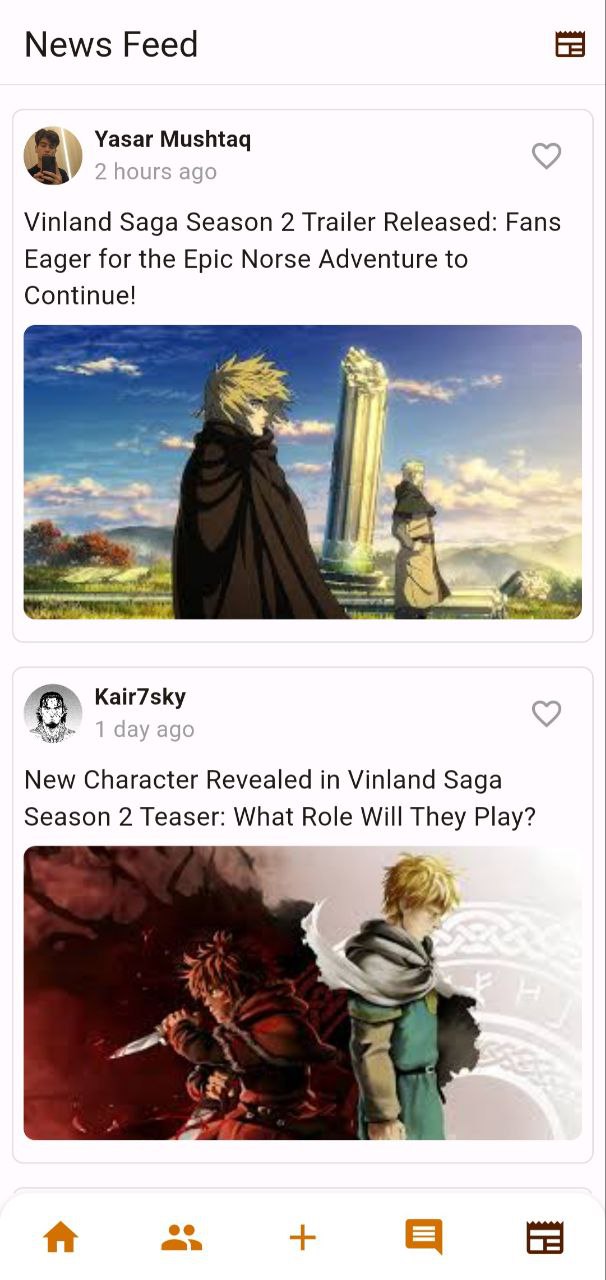 News Feed
Yasar Mushtaq
2 hours ago
Vinland Saga Season 2 Trailer Released: Fans
Eager for the Epic Norse Adventure to
Continue!
Kair7sky
1 day ago
New Character Revealed in Vinland Saga
Season 2 Teaser: What Role Will They Play?